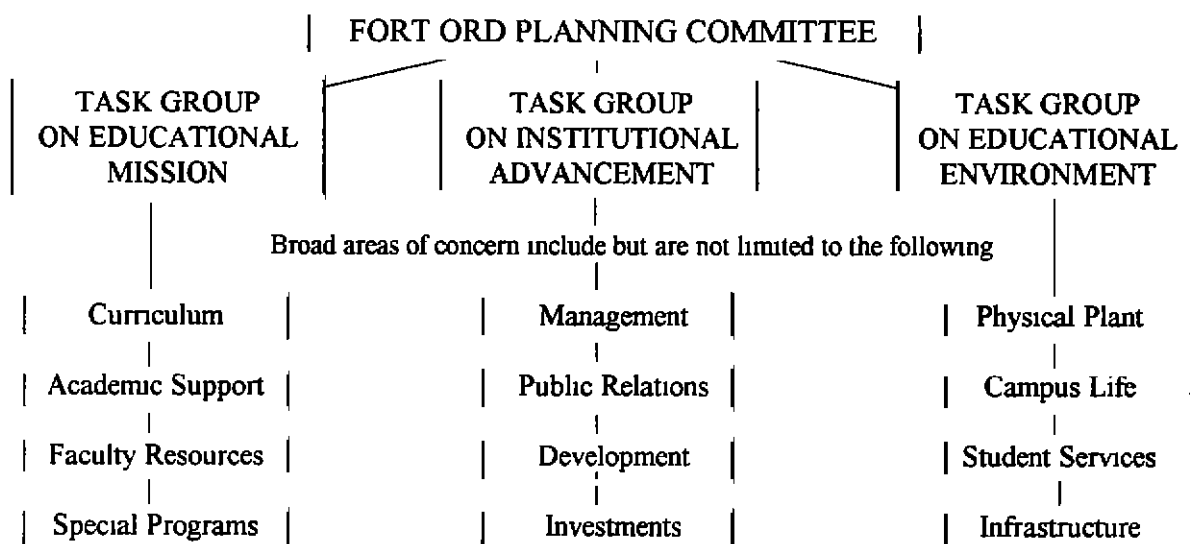 FORT ORD PLANNING COMMITTEE
TASK GROUP
ON EDUCATIONAL
MISSION
TASK GROUP
ON INSTITUTIONAL
ADVANCEMENT
TASK GROUP
ON EDUCATIONAL
ENVIRONMENT
Broad areas of concern include but are not limited to the following
Curriculum
Academic Support
Faculty Resources
Special Programs
Management
Public Relations
Development
Investments
Physical Plant
Campus Life
Student Services
Infrastructure